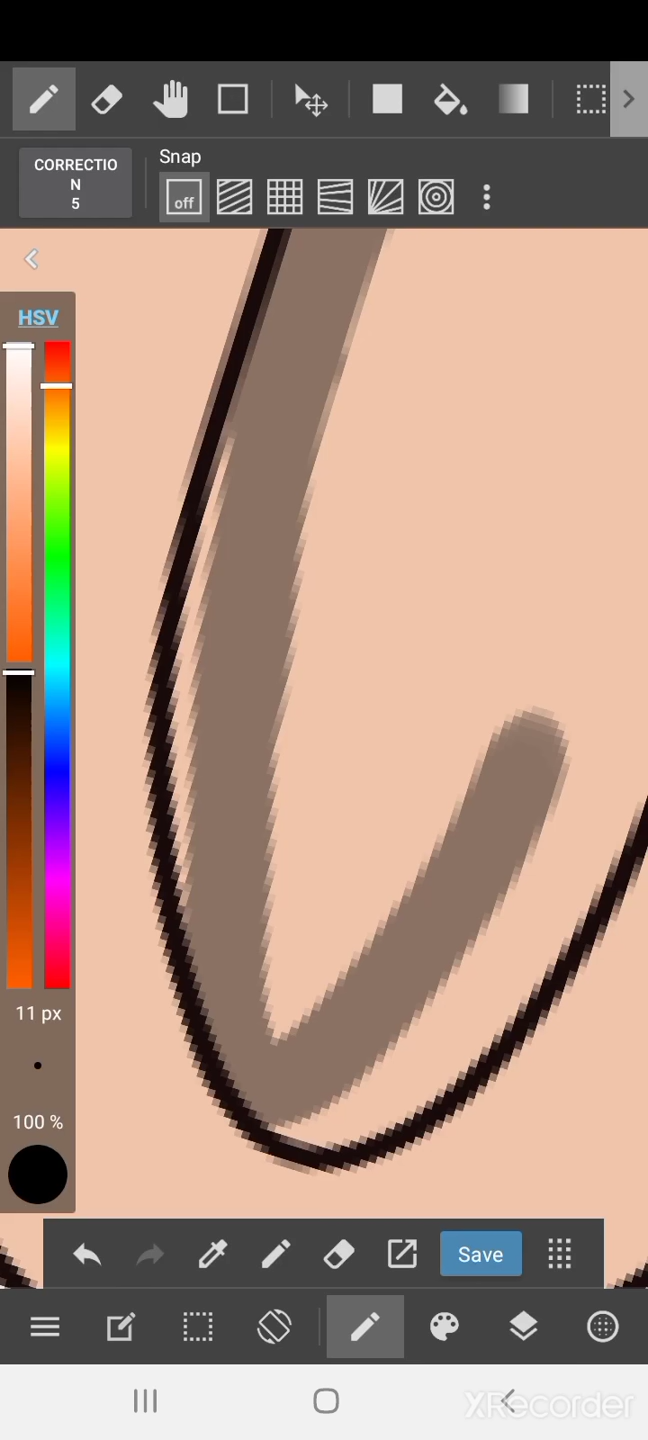 CORRECTIO
N
5
Snap
off
HSV
11 px
100 %
Save
XRecorder